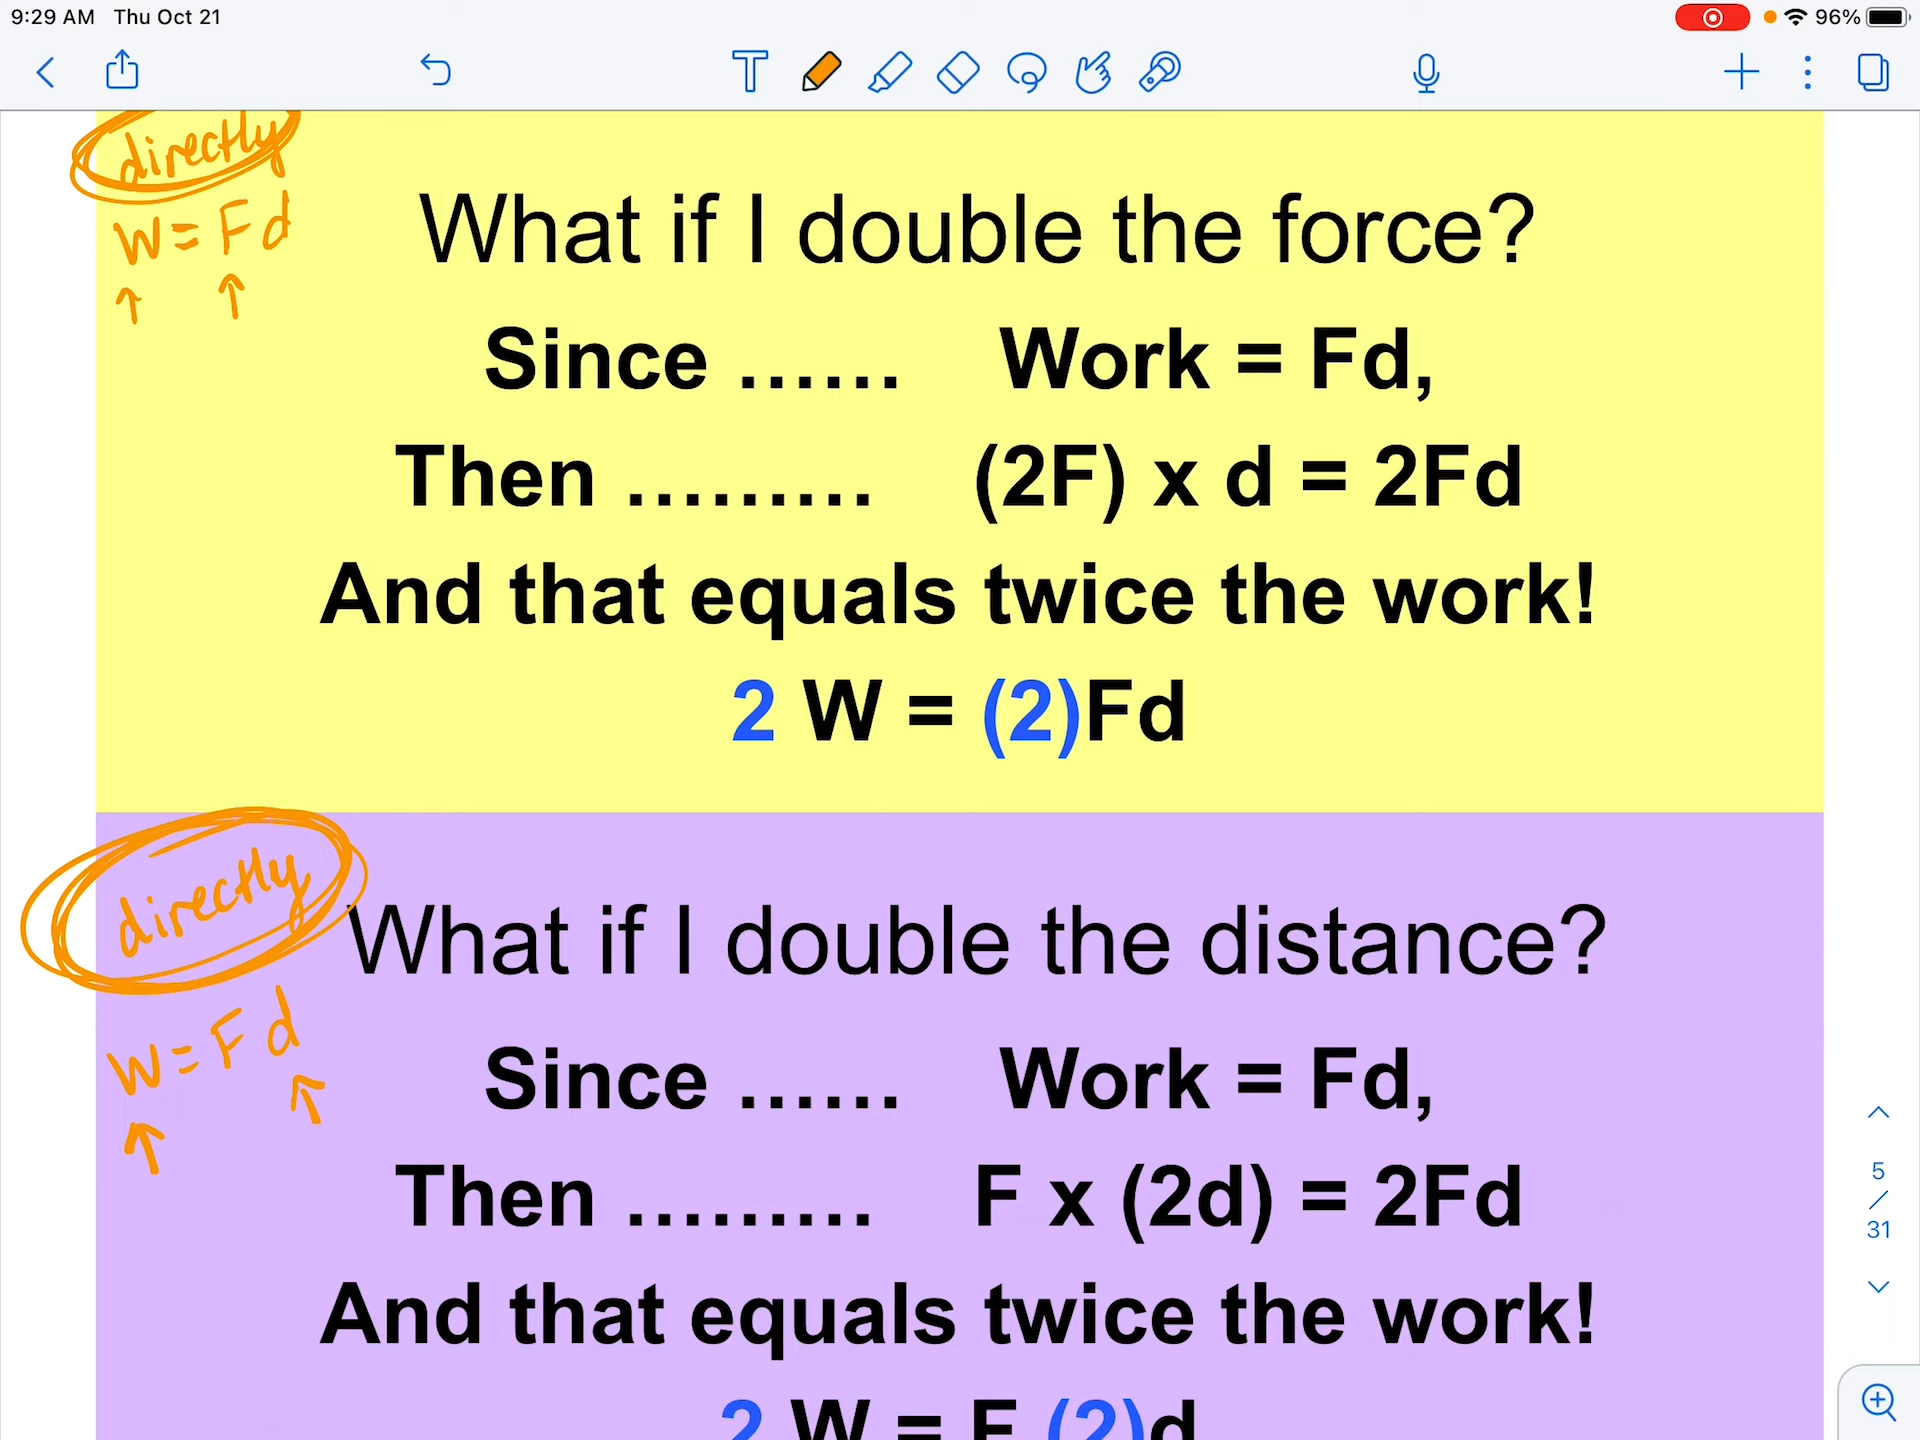 9:29 AM Thu Oct 21
96%
directly
W = Fd
↑ ↑
What if I double the force?
Since ...... Work = Fd,
Then ......... (2F) x d = 2Fd
And that equals twice the work!
2 W = (2)Fd
directly
What if I double the distance?
W = Fd
↑ ↑
Since ...... Work = Fd,
Then ......... F x (2d) = 2Fd
And that equals twice the work!
2 W = F (2)d
5
/
31